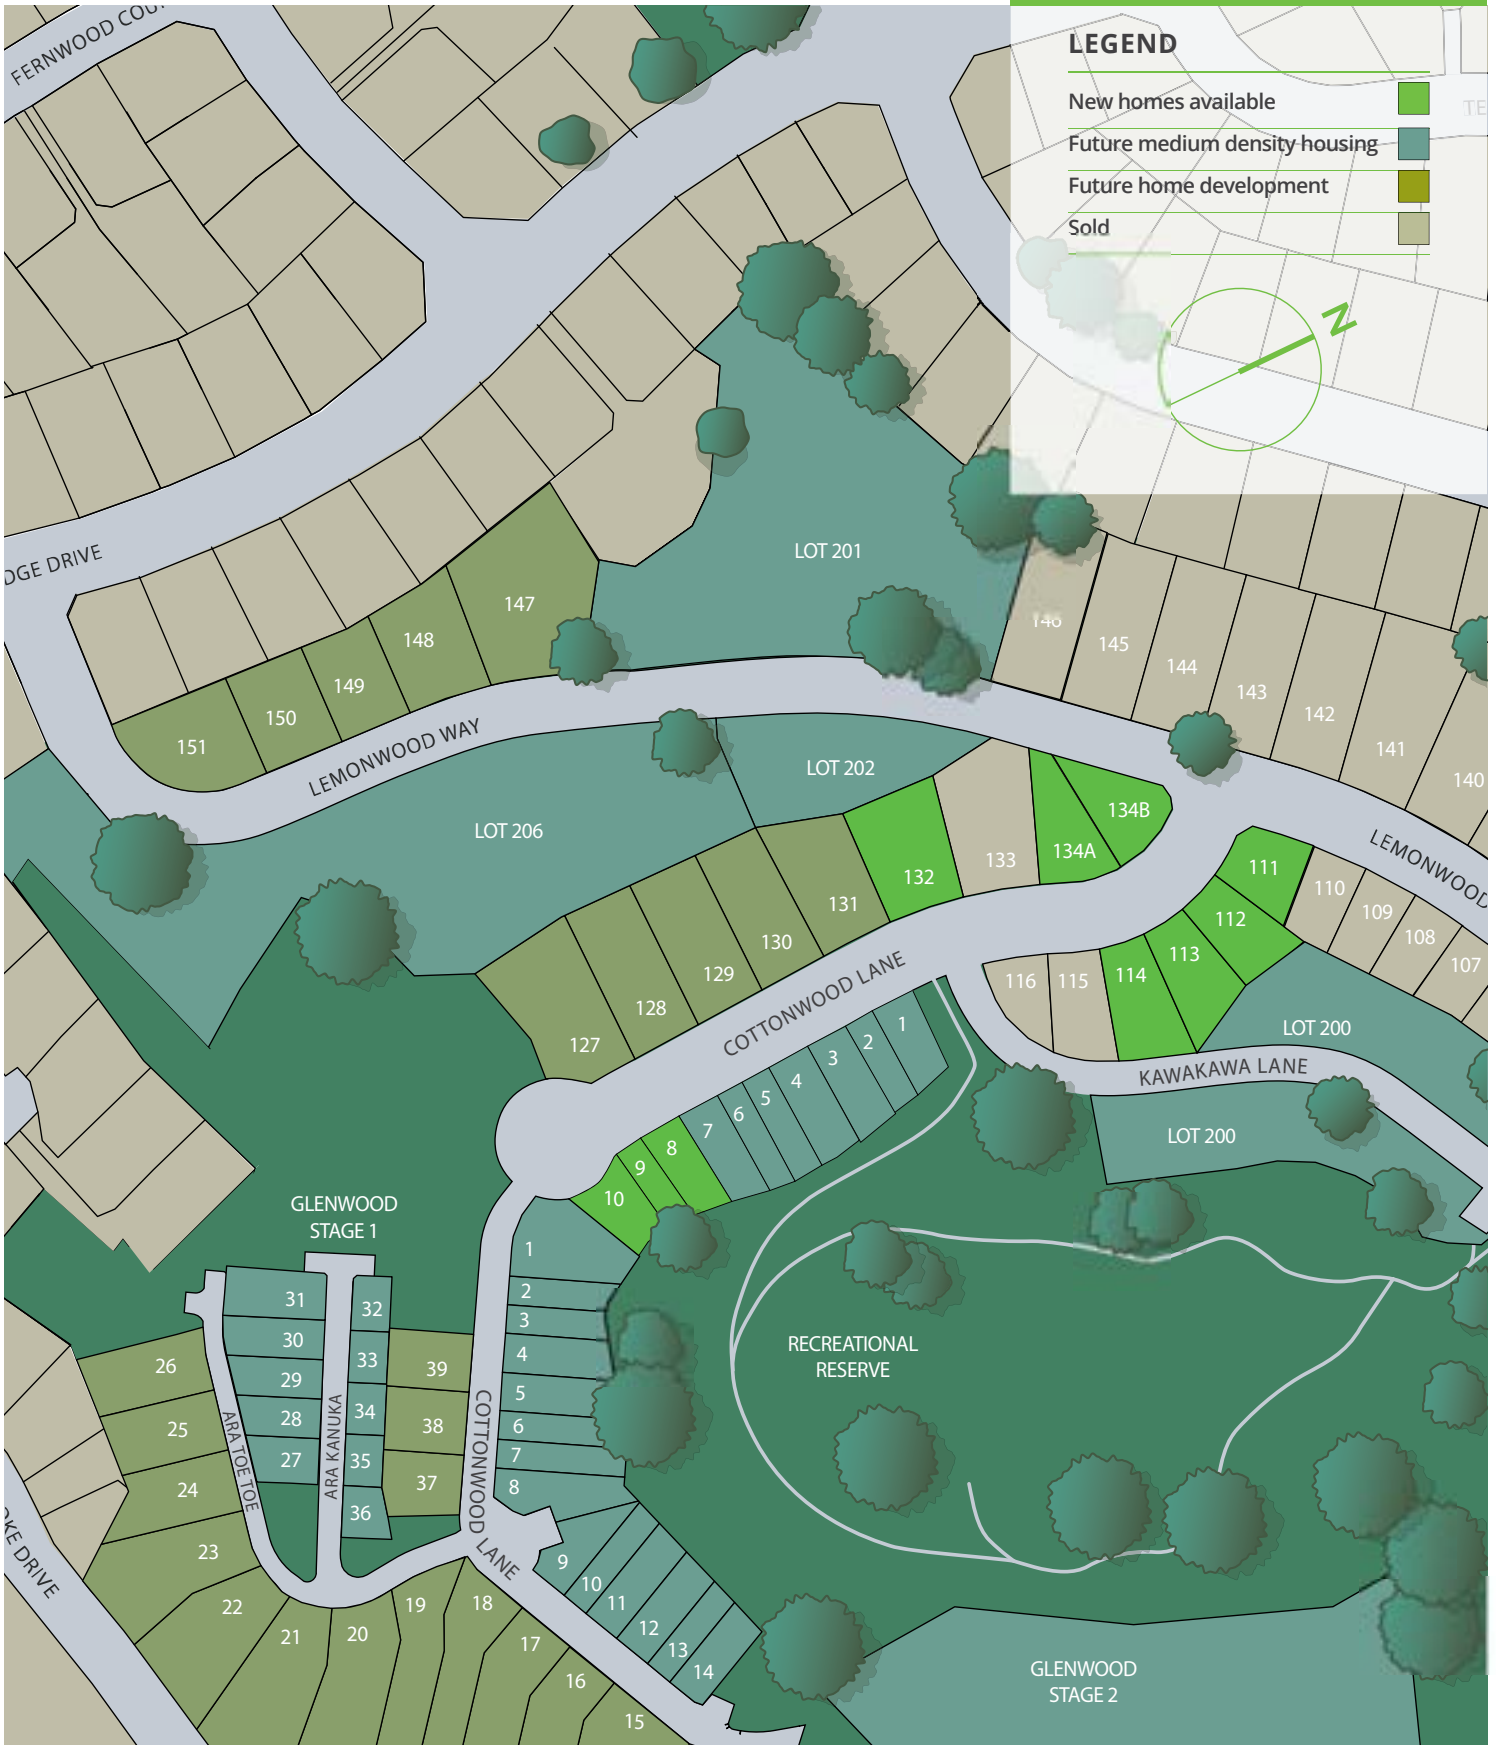 FERNWOOD COU
LEGEND
New homes available
Future medium density housing
Future home development
Sold
N
TE
DGE DRIVE
LOT 201
147
148
149
150
151
146
145
144
143
142
141
140
LEMONWOOD WAY
LOT 202
LOT 206
134B
134A
133
132
131
130
129
128
127
LEMONWOOD
111
112
113
114
115
116
110
109
108
107
COTTONWOOD LANE
LOT 200
KAWAKAWA LANE
LOT 200
1
2
3
4
5
6
7
8
9
10
GLENWOOD
STAGE 1
1
2
3
4
5
6
7
8
9
10
11
12
13
14
31
30
29
28
27
32
33
34
35
36
39
38
37
26
25
24
23
22
21
20
19
18
17
16
15
ARA TOE TOE
ARA KANUKA
COTTONWOOD LANE
OKE DRIVE
RECREATIONAL
RESERVE
GLENWOOD
STAGE 2